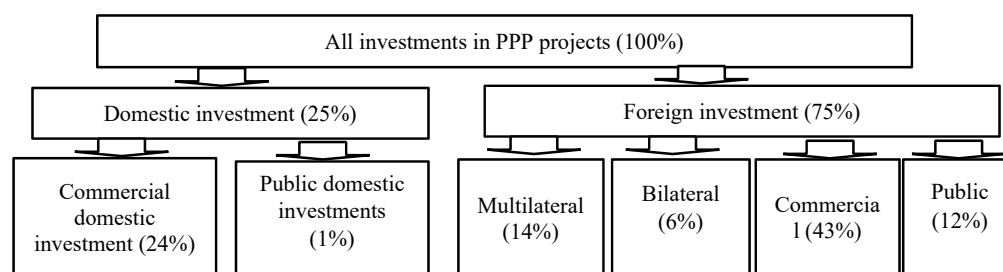 All investments in PPP projects (100%)
Domestic investment (25%)
Foreign investment (75%)
Commercial
domestic
investment (24%)
Public domestic
investments
(1%)
Multilateral
(14%)
Bilateral
(6%)
Commercia
l (43%)
Public
(12%)